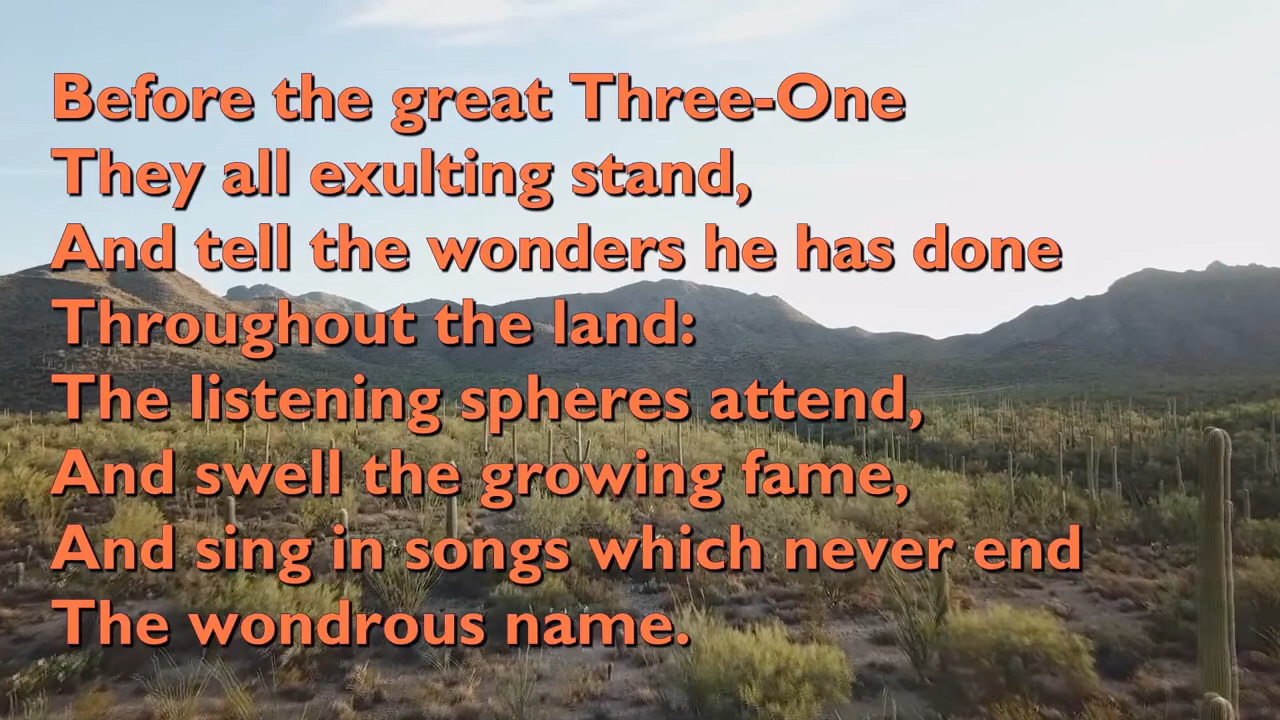 Before the great Three-One
They all exulting stand,
And tell the wonders he has done
Throughout the land:
The listening spheres attend,
And swell the growing fame,
And sing in songs which never end
The wondrous name.